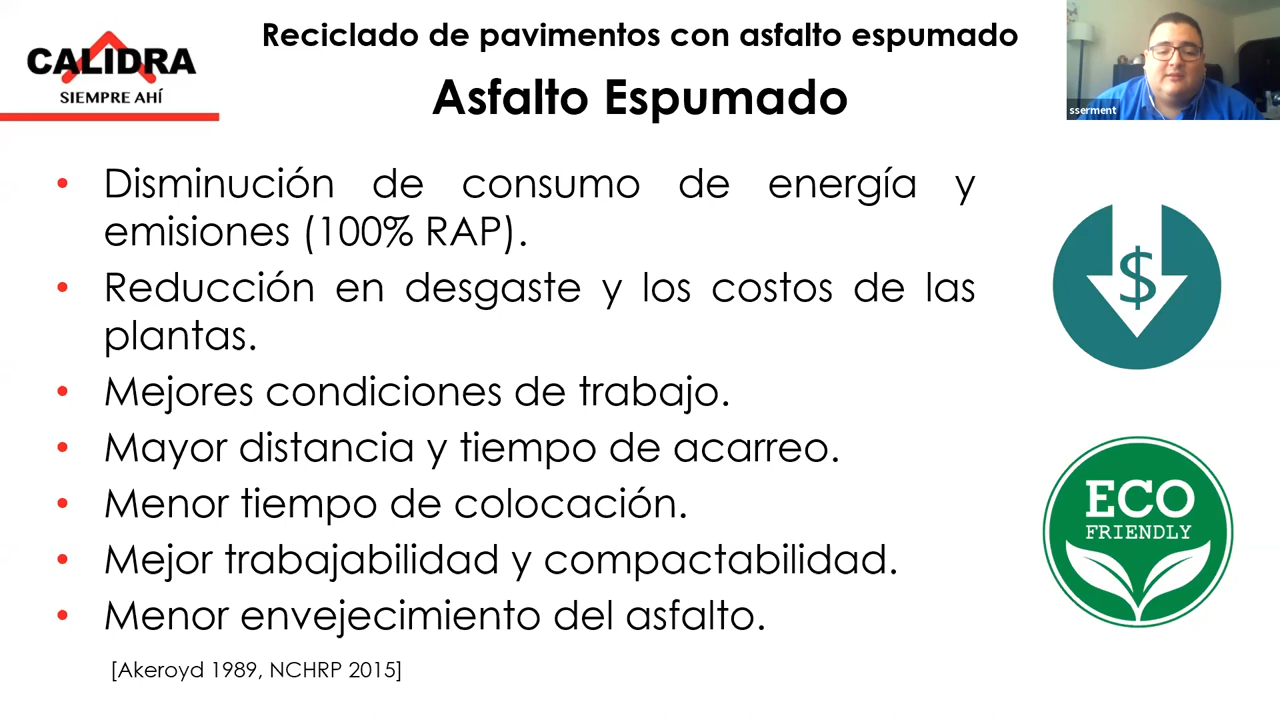 Reciclado de pavimentos con asfalto espumado
CALIDRA
SIEMPRE AHÍ
Asfalto Espumado
sserment
• Disminución de consumo de energía y
emisiones (100% RAP).
• Reducción en desgaste y los costos de las
plantas.
• Mejores condiciones de trabajo.
• Mayor distancia y tiempo de acarreo.
• Menor tiempo de colocación.
• Mejor trabajabilidad y compactabilidad.
• Menor envejecimiento del asfalto.
[Akeroyd 1989, NCHRP 2015]
$
ECO
FRIENDLY